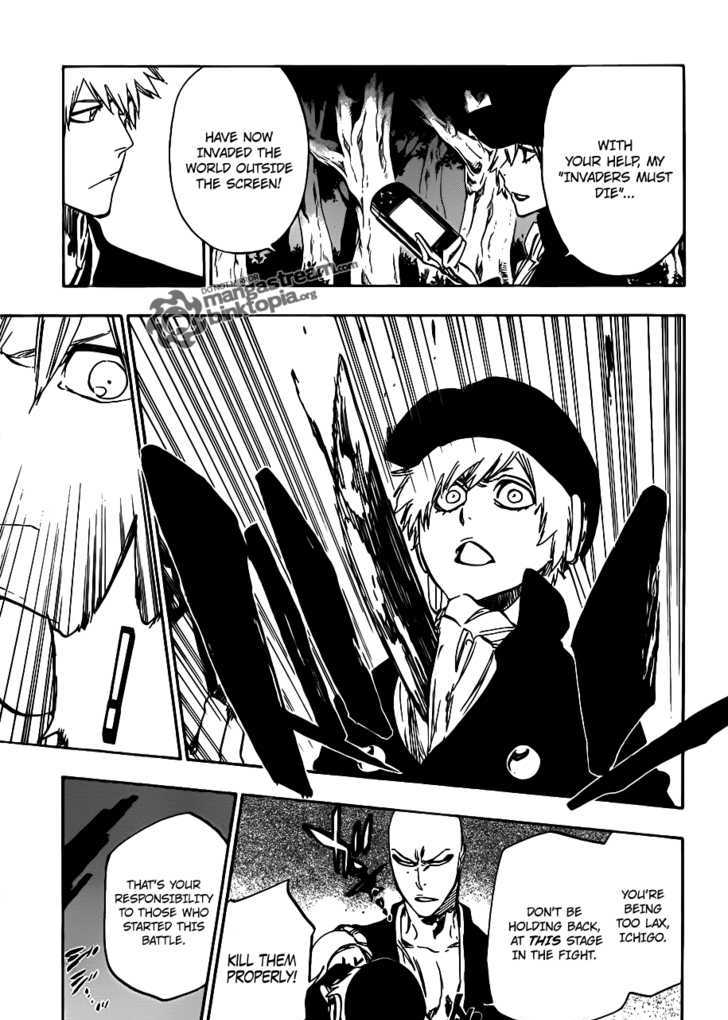 WITH
YOUR HELP, MY
"INVADERS MUST
DIE"...
HAVE NOW
INVADED THE
WORLD OUTSIDE
THE SCREEN!
mangastream.com
binktopia.org
YOU'RE
BEING
TOO LAX,
ICHIGO.
DON'T BE
HOLDING BACK,
AT THIS STAGE
IN THE FIGHT.
KILL THEM
PROPERLY!
THAT'S YOUR
RESPONSIBILITY
TO THOSE WHO
STARTED THIS
BATTLE.